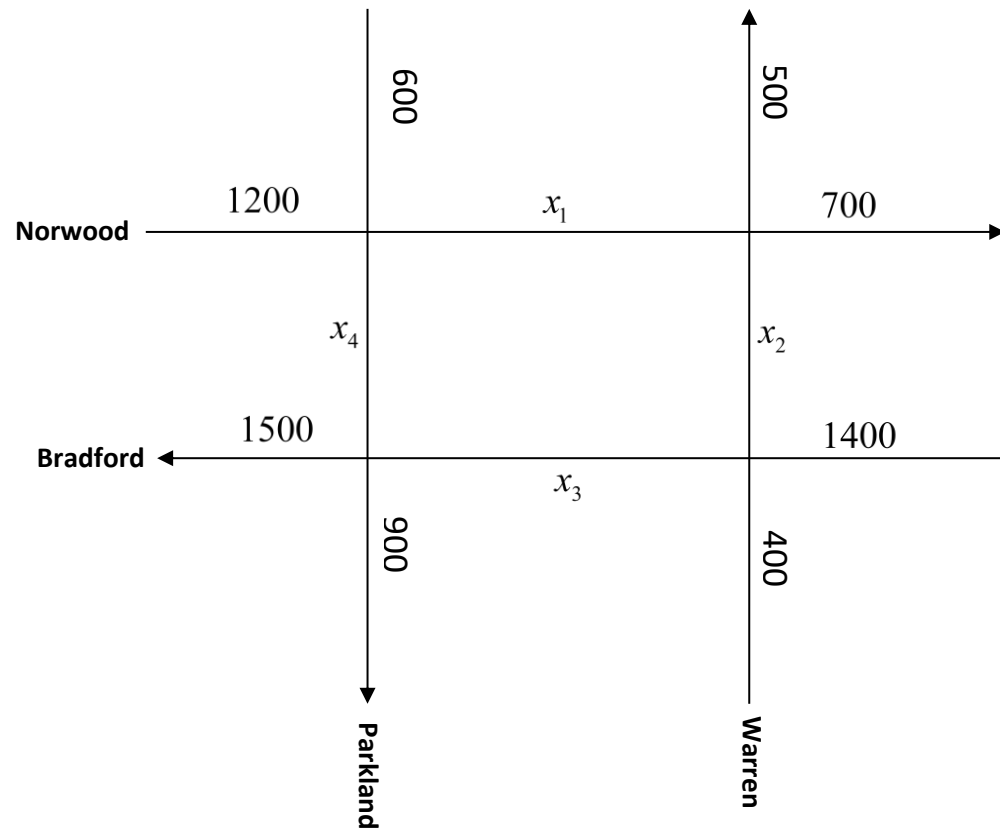 600
500
1200
x₁
700
Norwood
x₄
x₂
1500
1400
Bradford
x₃
900
400
Parkland
Warren